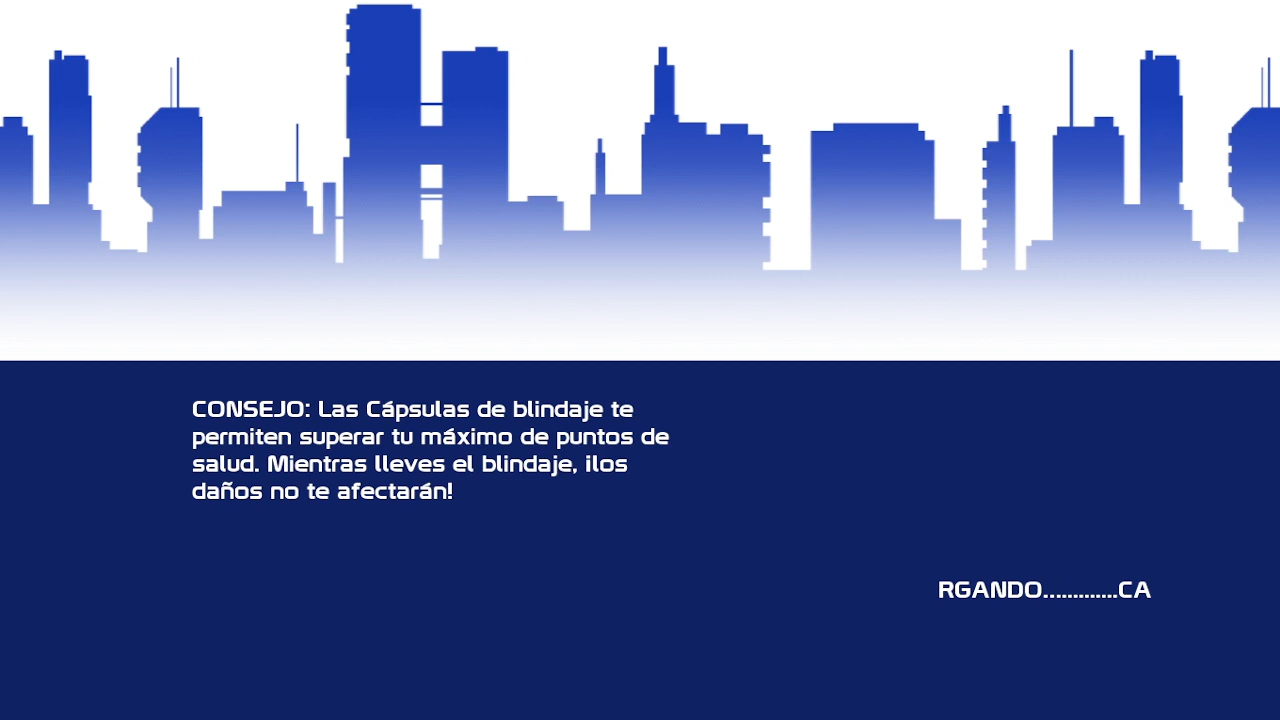 CONSEJO: Las Cápsulas de blindaje te
permiten superar tu máximo de puntos de
salud. Mientras lleves el blindaje, ¡los
daños no te afectarán!
RGANDO.............CA